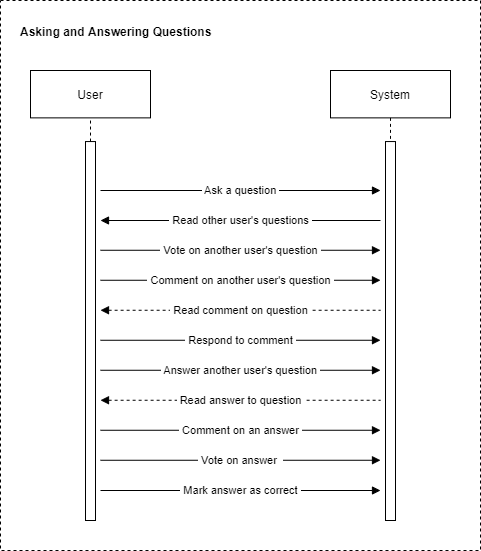 Asking and Answering Questions
User
System
Ask a question
Read other user's questions
Vote on another user's question
Comment on another user's question
Read comment on question
Respond to comment
Answer another user's question
Read answer to question
Comment on an answer
Vote on answer
Mark answer as correct